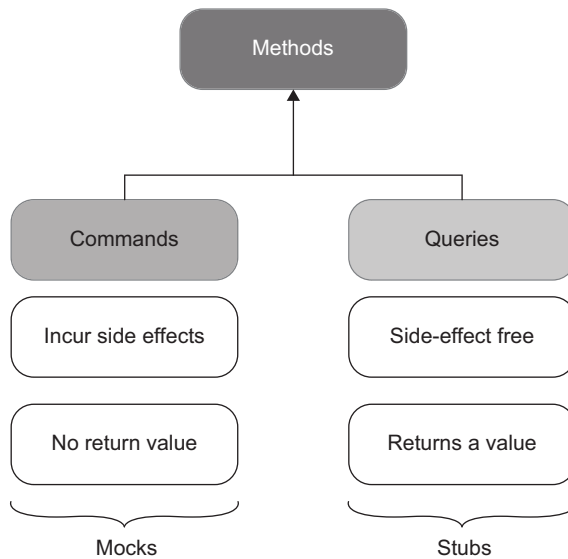 Methods
Commands
Queries
Incur side effects
Side-effect free
No return value
Returns a value
Mocks
Stubs